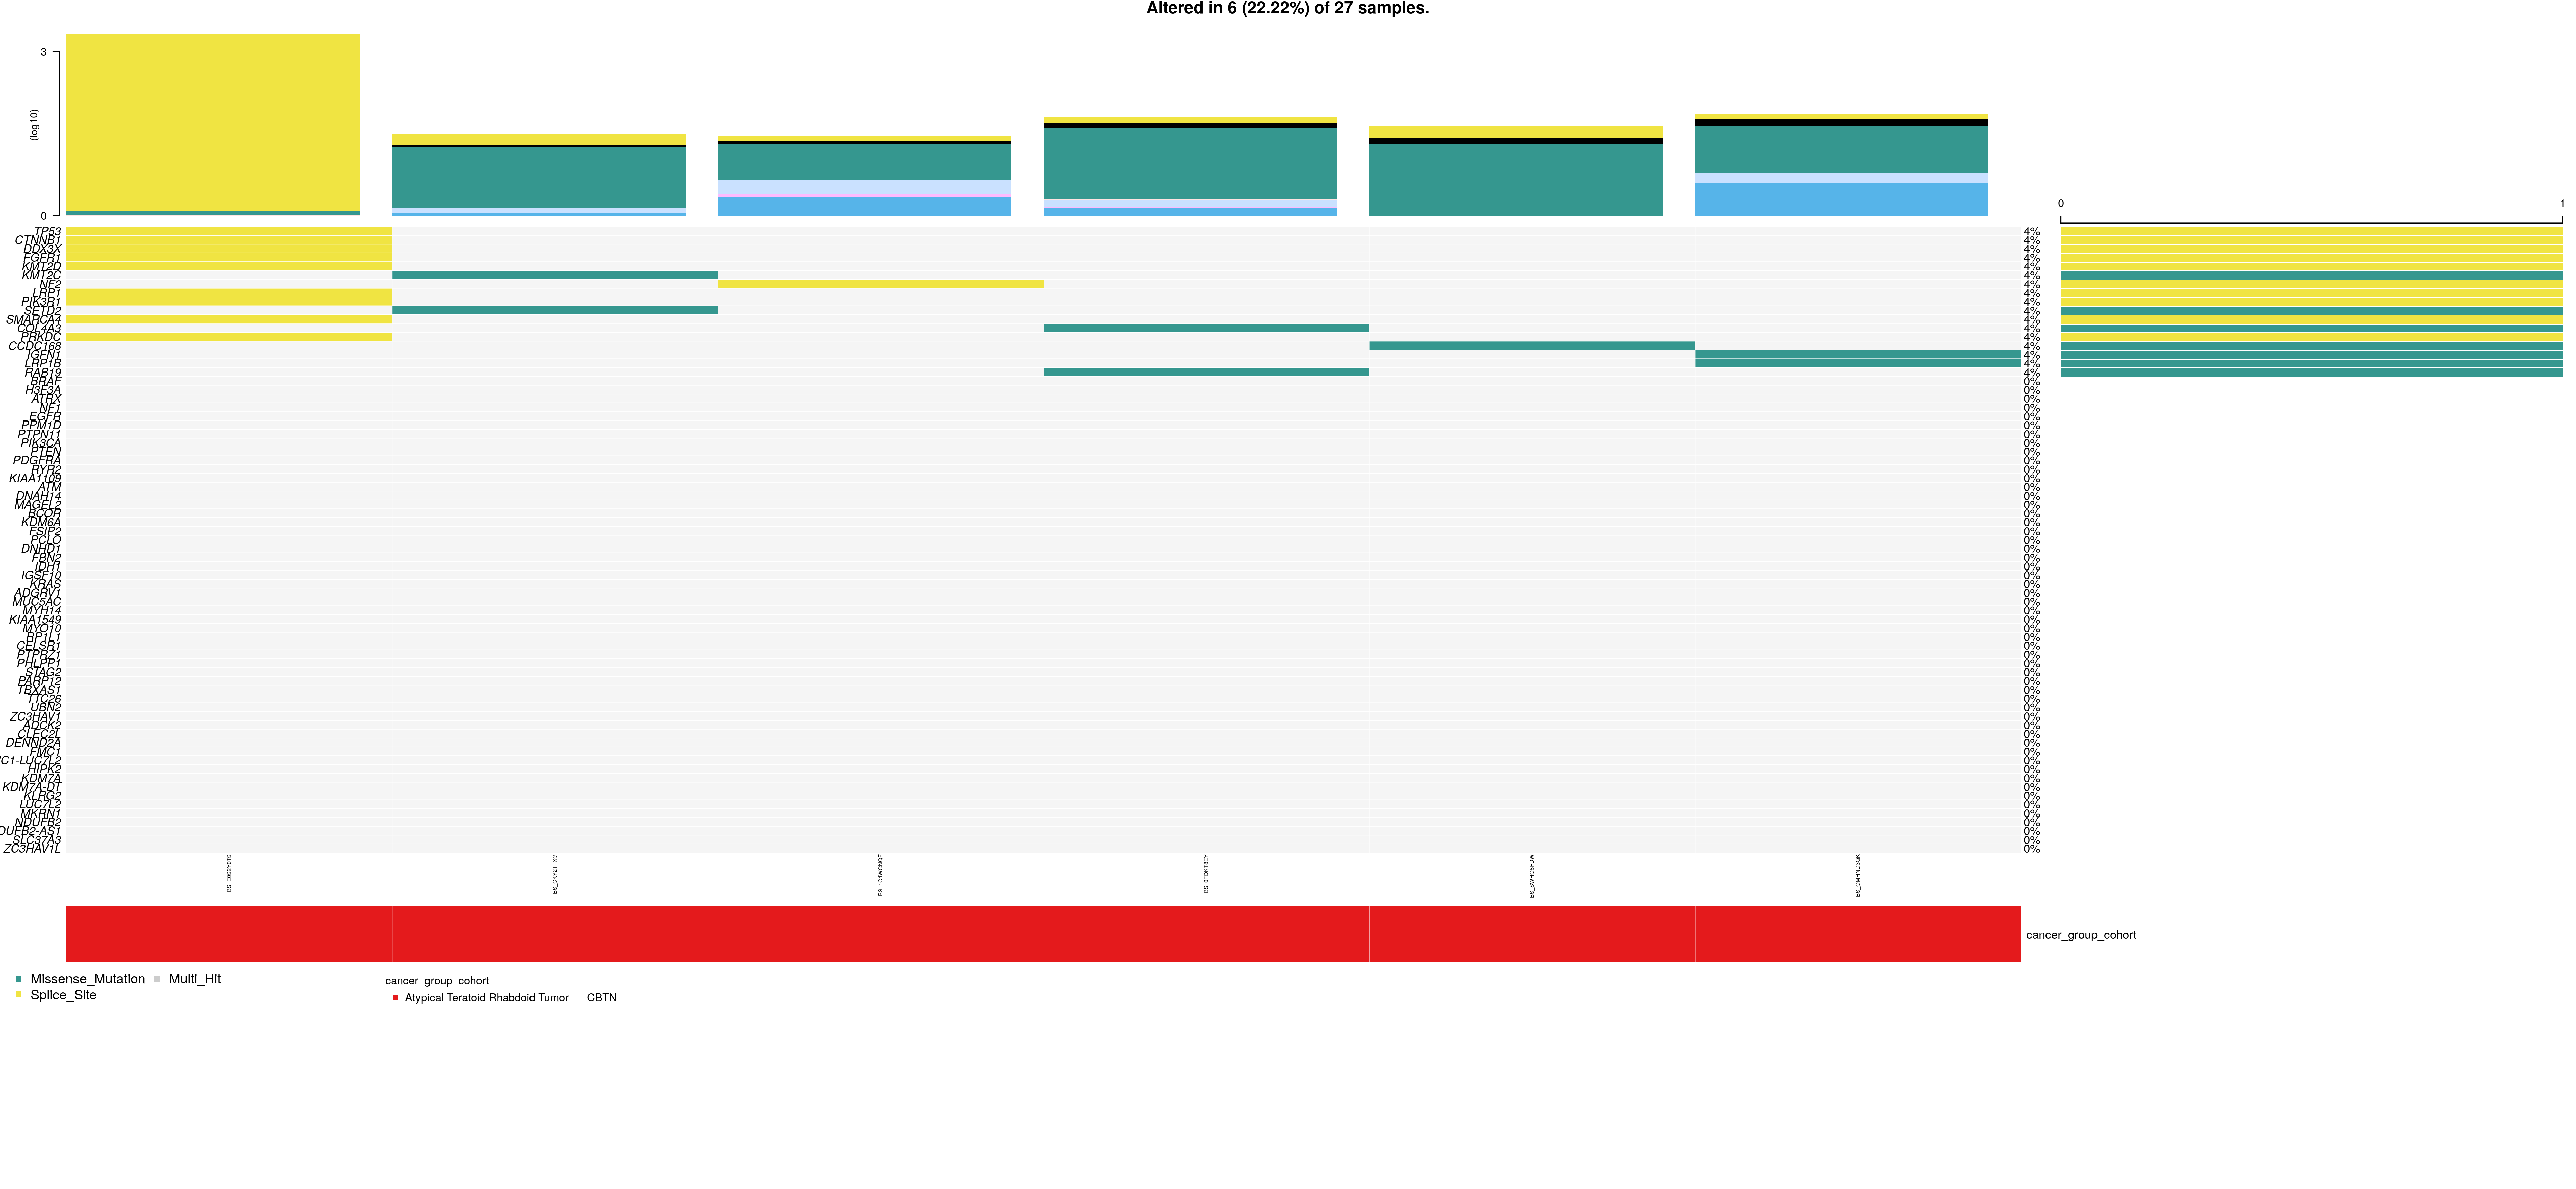 Altered in 6 (22.22%) of 27 samples.
3
(log10)
0
0 1
TP53 4%
CTNNB1 4%
DDX3X 4%
FGFR1 4%
KMT2D 4%
KMT2C 4%
NF2 4%
LRP1 4%
PIK3R1 4%
SETD2 4%
SMARCA4 4%
COL4A3 4%
PRKDC 4%
CCDC168 4%
IGFN1 4%
LRP1B 4%
RAB19 4%
BRAF 0%
H3F3A 0%
ATRX 0%
NF1 0%
EGFR 0%
PPM1D 0%
PTPN11 0%
PIK3CA 0%
PTEN 0%
PDGFRA 0%
RYR2 0%
KIAA1109 0%
ATM 0%
DNAH14 0%
MAGEL2 0%
BCOR 0%
KDM6A 0%
FSIP2 0%
PCLO 0%
DNHD1 0%
FBN2 0%
IDH1 0%
IGSF10 0%
KRAS 0%
ADGRV1 0%
MUC5AC 0%
MYH14 0%
KIAA1549 0%
MYO10 0%
RP1L1 0%
CELSR1 0%
PTPRZ1 0%
PHLPP1 0%
STAG2 0%
PARP12 0%
TBXAS1 0%
TTC26 0%
UBN2 0%
ZC3HAV1 0%
ADCK2 0%
CLEC2L 0%
DENND2A 0%
FMC1 0%
C1-LUC7L2 0%
HIPK2 0%
KDM7A 0%
KDM7A-DT 0%
KLRG2 0%
LUC7L2 0%
MKRN1 0%
NDUFB2 0%
DUFB2-AS1 0%
SLC37A3 0%
ZC3HAV1L 0%
BS_CKY2TTXG
BS_1C4WCNQF
BS_SWHQ8FDW
BS_QMHND3QK
cancer_group_cohort
Missense_Mutation Multi_Hit
Splice_Site
cancer_group_cohort
Atypical Teratoid Rhabdoid Tumor___CBTN